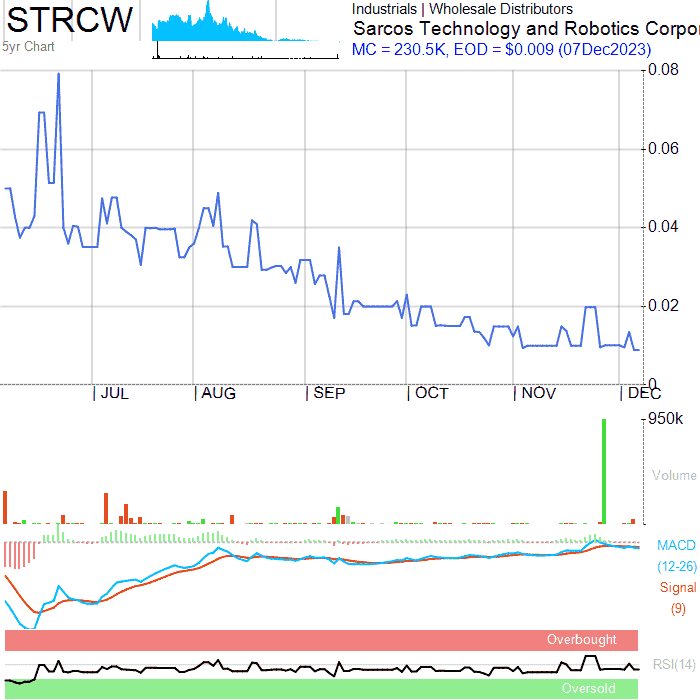 STRCW
5yr Chart
Industrials | Wholesale Distributors
Sarcos Technology and Robotics Corpor
MC = 230.5K, EOD = $0.009 (07Dec2023)
0.08
0.06
0.04
0.02
0
JUL AUG SEP OCT NOV DEC
950k
Volume
MACD
(12-26)
Signal
(9)
Overbought
RSI(14)
Oversold